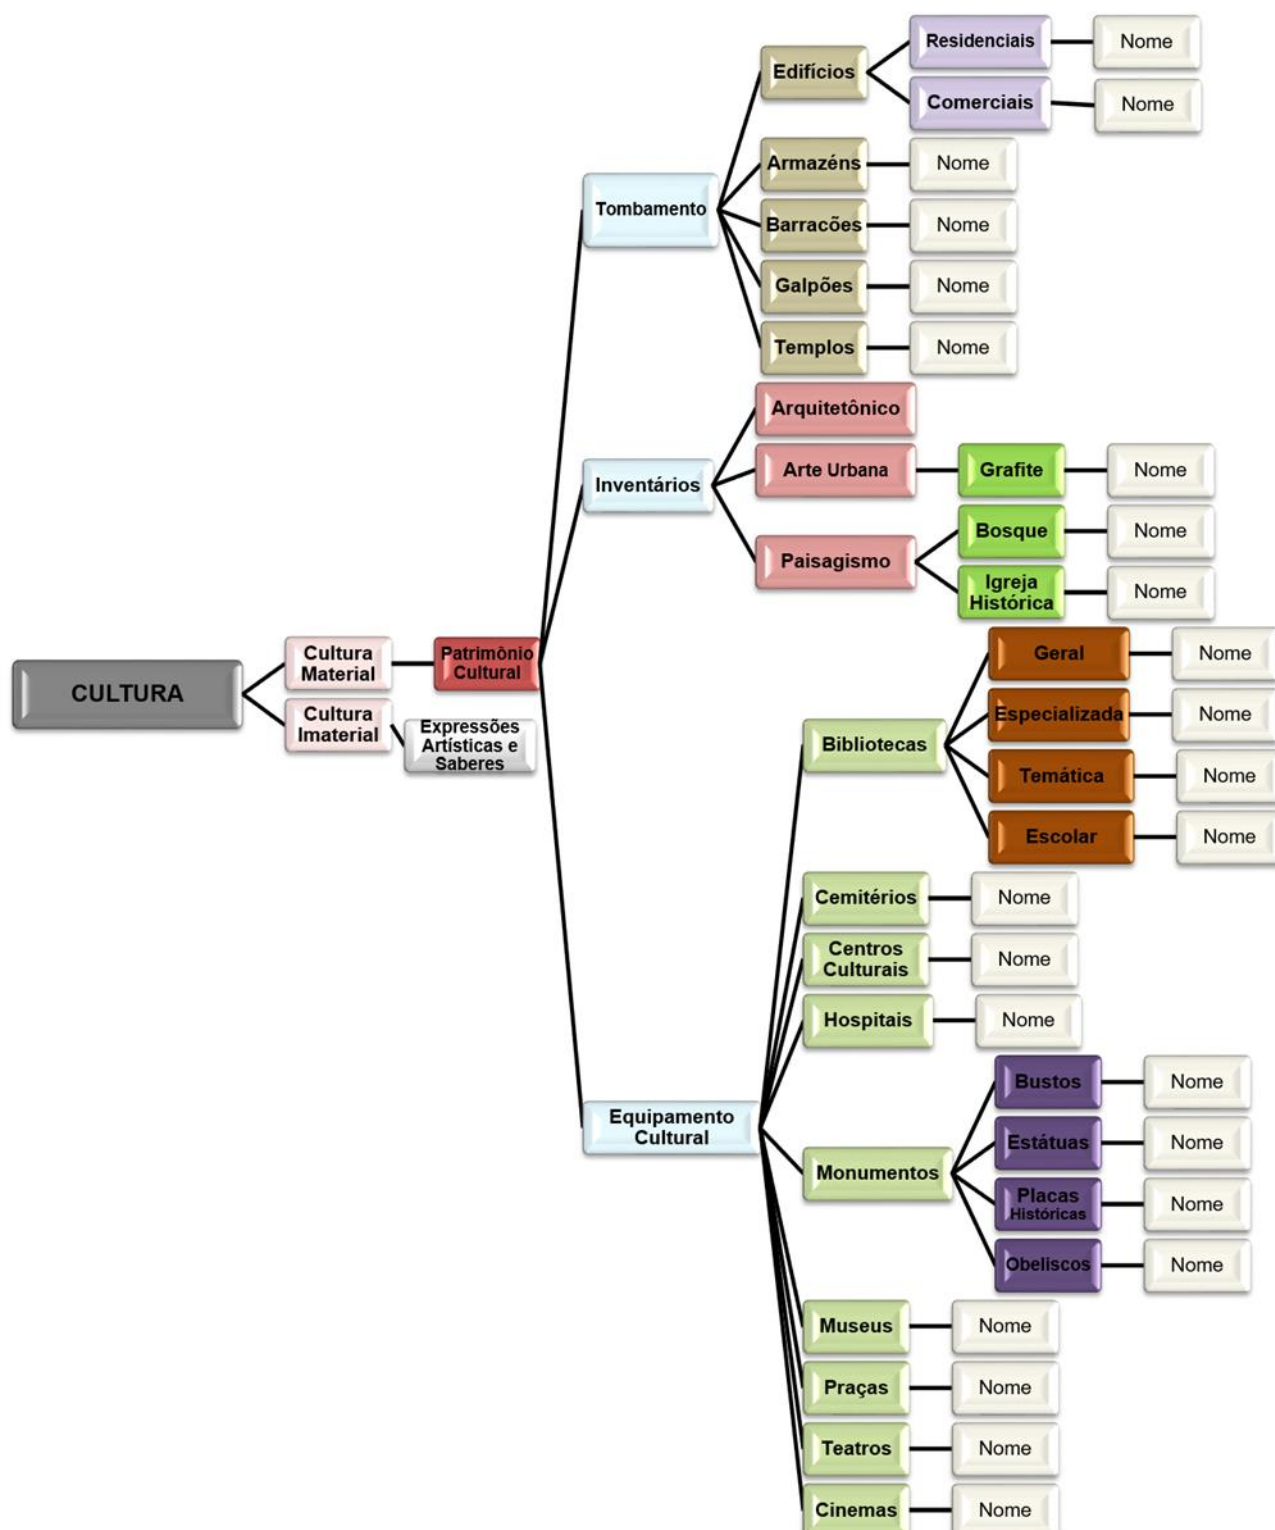 Residenciais
Nome
Edifícios
Comerciais
Nome
Armazéns
Nome
Tombamento
Barracões
Nome
Galpões
Nome
Templos
Nome
Arquitetônico
Inventários
Arte Urbana
Grafite
Nome
Bosque
Nome
Paisagismo
Igreja
Histórica
Nome
CULTURA
Cultura
Material
Patrimônio
Cultural
Cultura
Imaterial
Expressões
Artísticas e
Saberes
Geral
Nome
Especializada
Nome
Bibliotecas
Temática
Nome
Escolar
Nome
Cemitérios
Nome
Centros
Culturais
Nome
Hospitais
Nome
Equipamento
Cultural
Bustos
Nome
Estátuas
Nome
Monumentos
Placas
Históricas
Nome
Obeliscos
Nome
Museus
Nome
Praças
Nome
Teatros
Nome
Cinemas
Nome